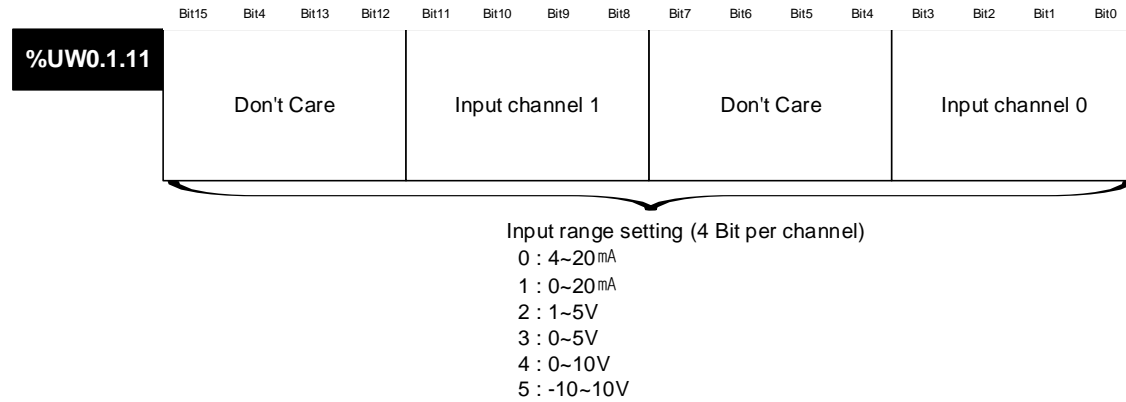 Bit15 Bit4 Bit13 Bit12 Bit11 Bit10 Bit9 Bit8 Bit7 Bit6 Bit5 Bit4 Bit3 Bit2 Bit1 Bit0
%UW0.1.11
Don't Care Input channel 1 Don't Care Input channel 0
Input range setting (4 Bit per channel)
0 : 4~20㎃
1 : 0~20㎃
2 : 1~5V
3 : 0~5V
4 : 0~10V
5 : -10~10V